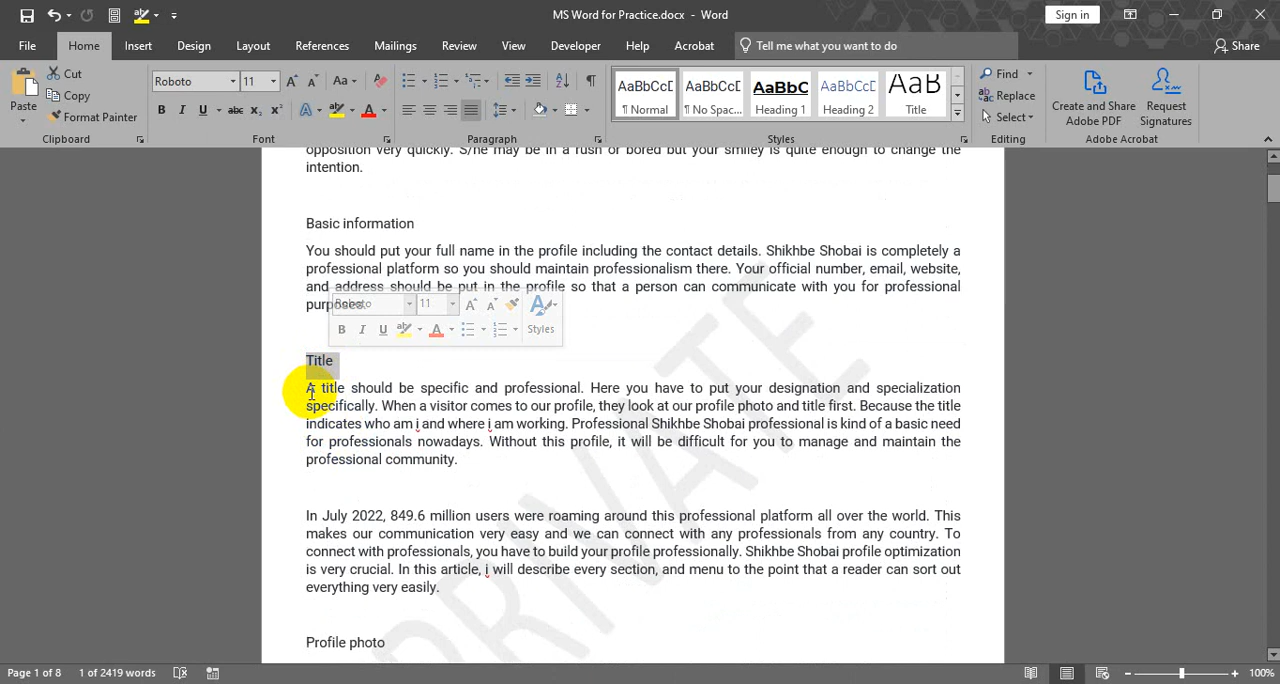 MS Word for Practice.docx - Word
Sign in
File Home Insert Design Layout References Mailings Review View Developer Help Acrobat Tell me what you want to do Share
Paste
Cut
Copy
Format Painter
Clipboard
Roboto 11
Aa
B I U abc X₂ X²
A ab A
Font
Paragraph
AaBbCcD AaBbCcD AaBbC AaBbCcD AaB
¶ Normal ¶ No Spac... Heading 1 Heading 2 Title
Styles
Find
Replace
Select
Editing
Create and Share Adobe PDF
Request Signatures
Adobe Acrobat
opposition very quickly. S/he may be in a rush or bored but your smiley is quite enough to change the
intention.
Basic information
You should put your full name in the profile including the contact details. Shikhbe Shobai is completely a
professional platform so you should maintain professionalism there. Your official number, email, website,
and address should be put in the profile so that a person can communicate with you for professional
purposes.
Roboto 11
B I U Styles
Title
A title should be specific and professional. Here you have to put your designation and specialization
specifically. When a visitor comes to our profile, they look at our profile photo and title first. Because the title
indicates who am i and where i am working. Professional Shikhbe Shobai professional is kind of a basic need
for professionals nowadays. Without this profile, it will be difficult for you to manage and maintain the
professional community.
In July 2022, 849.6 million users were roaming around this professional platform all over the world. This
makes our communication very easy and we can connect with any professionals from any country. To
connect with professionals, you have to build your profile professionally. Shikhbe Shobai profile optimization
is very crucial. In this article, i will describe every section, and menu to the point that a reader can sort out
everything very easily.
Profile photo
PRIVATE
Page 1 of 8 1 of 2419 words 100%